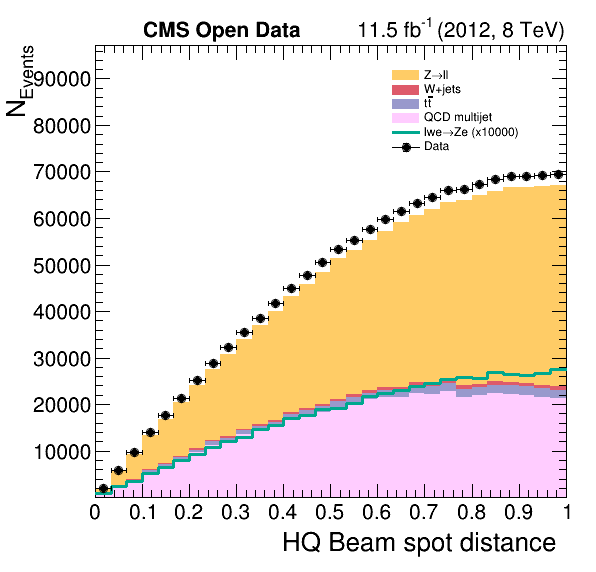 CMS Open Data
11.5 fb-1 (2012, 8 TeV)
NEvents
90000
80000
70000
60000
50000
40000
30000
20000
10000
Z→ll
W+jets
tt̄
QCD multijet
lwe→Ze (x10000)
Data
0 0.1 0.2 0.3 0.4 0.5 0.6 0.7 0.8 0.9 1
HQ Beam spot distance